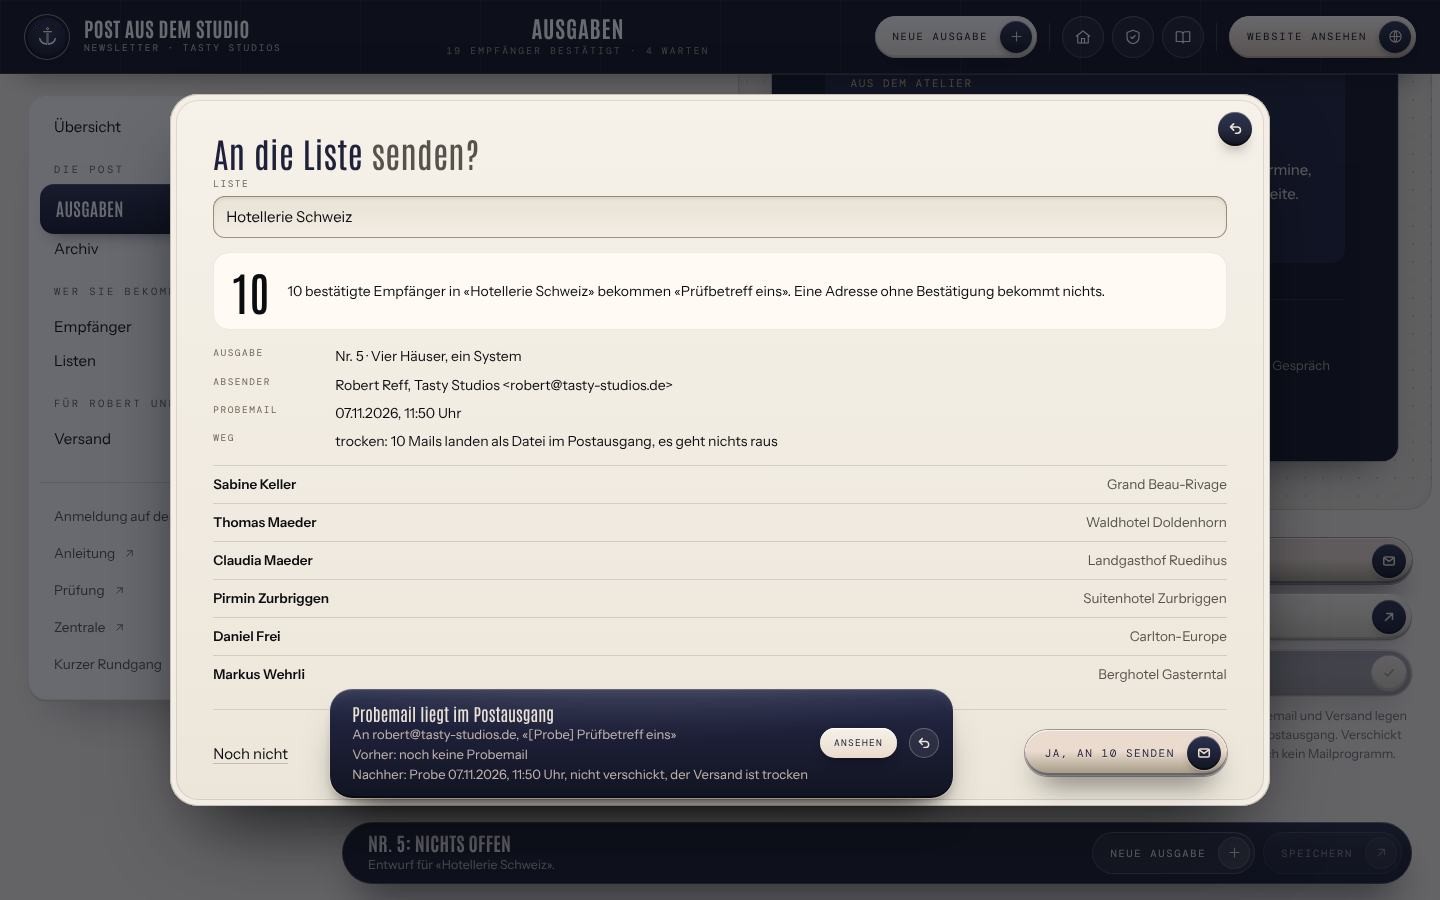 POST AUS DEM STUDIO
NEWSLETTER · TASTY STUDIOS
AUSGABEN
19 EMPFÄNGER BESTÄTIGT · 4 WARTEN
NEUE AUSGABE
WEBSITE ANSEHEN
AUS DEM ATELIER
Übersicht
DIE POST
AUSGABEN
Archiv
Empfänger
Listen
Versand
Anleitung
Prüfung
Zentrale
Kurzer Rundgang
An die Liste senden?
LISTE
Hotellerie Schweiz
10
10 bestätigte Empfänger in «Hotellerie Schweiz» bekommen «Prüfbetreff eins». Eine Adresse ohne Bestätigung bekommt nichts.
AUSGABE
Nr. 5 · Vier Häuser, ein System
ABSENDER
Robert Reff, Tasty Studios <robert@tasty-studios.de>
PROBEMAIL
07.11.2026, 11:50 Uhr
WEG
trocken: 10 Mails landen als Datei im Postausgang, es geht nichts raus
Sabine Keller
Grand Beau-Rivage
Thomas Maeder
Waldhotel Doldenhorn
Claudia Maeder
Landgasthof Ruedihus
Pirmin Zurbriggen
Suitenhotel Zurbriggen
Daniel Frei
Carlton-Europe
Markus Wehrli
Berghotel Gasterntal
Noch nicht
Probemail liegt im Postausgang
An robert@tasty-studios.de, «[Probe] Prüfbetreff eins»
Vorher: noch keine Probemail
Nachher: Probe 07.11.2026, 11:50 Uhr, nicht verschickt, der Versand ist trocken
ANSEHEN
JA, AN 10 SENDEN
Gespräch
email und Versand legen
ostausgang. Verschickt
kein Mailprogramm.
NR. 5: NICHTS OFFEN
Entwurf für «Hotellerie Schweiz».
NEUE AUSGABE
SPEICHERN